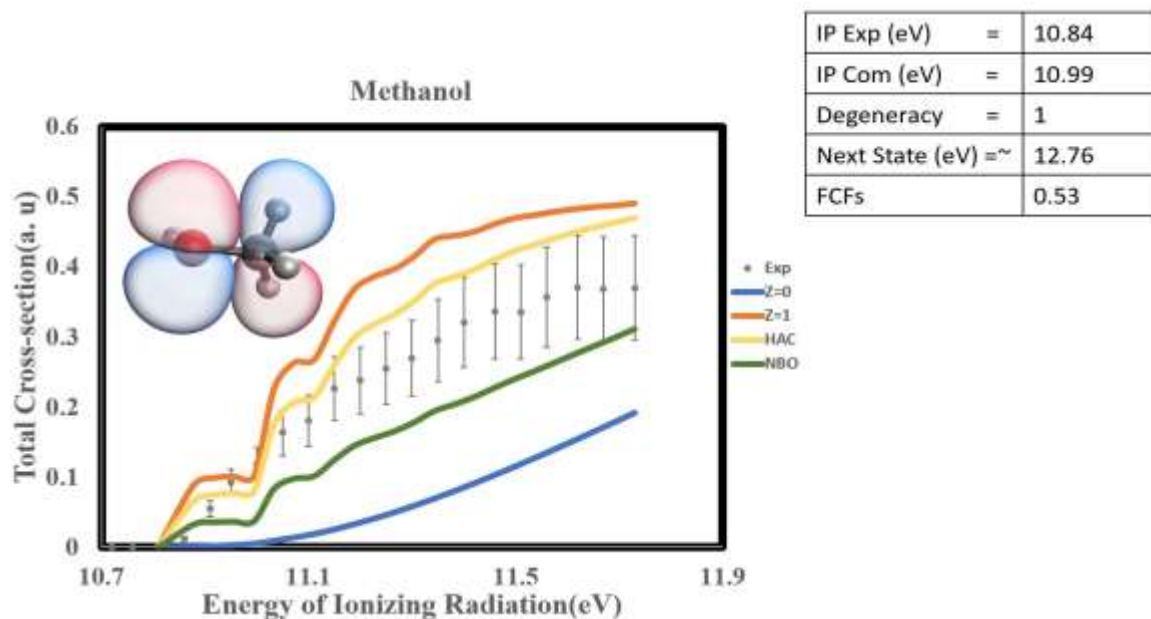 IP Exp (eV) = 10.84
IP Com (eV) = 10.99
Degeneracy = 1
Next State (eV) =~ 12.76
FCFs 0.53
Methanol
0.6
0.5
0.4
0.3
0.2
0.1
0
Total Cross-section(a. u)
10.7 11.1 11.5 11.9
Energy of Ionizing Radiation(eV)
Exp
Z=0
Z=1
HAC
NBO